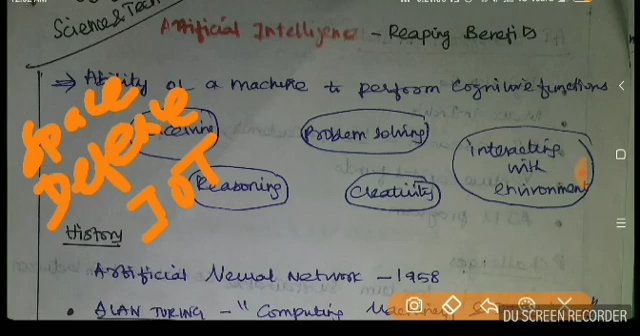 Science & Tech
Artificial Intelligence - Reaping Benefits
⇒ Ability of a machine to perform Cognitive functions
Space
Defence
IOT
Problem Solving
Interacting
with
environment
Reasoning
Creativity
History
Artificial Neural Network - 1958
• ALAN TURING - "Computing
DU SCREEN RECORDER